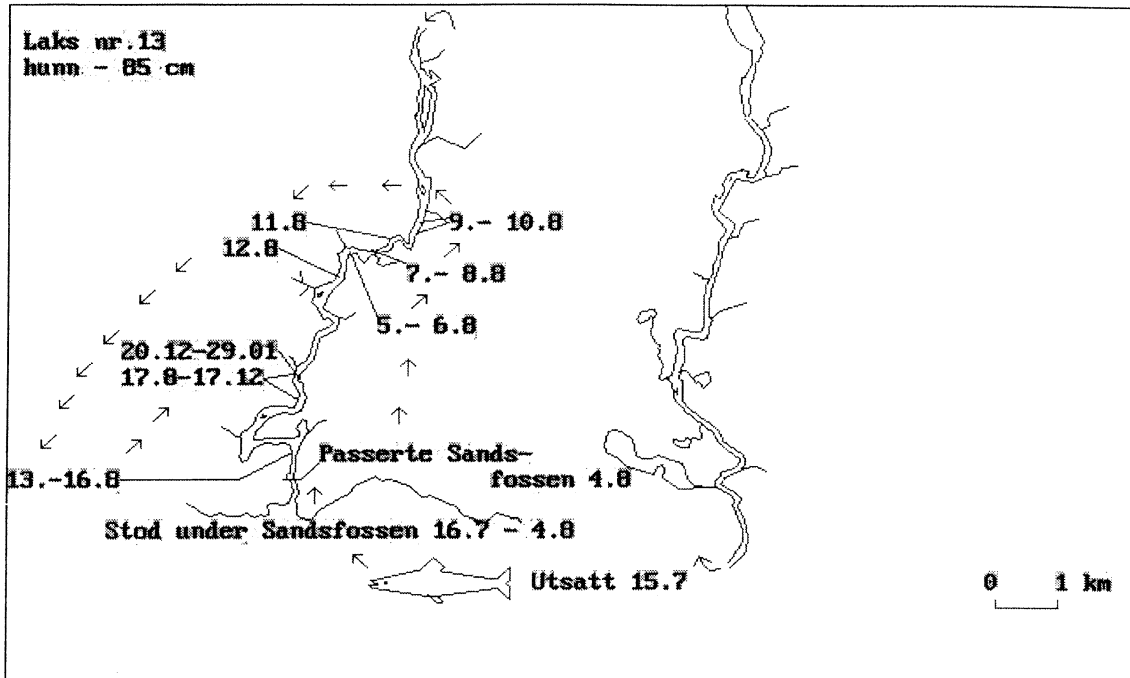 Laks nr.13
hunn - 85 cm
11.8
9.- 10.8
12.8
7.- 8.8
5.- 6.8
20.12-29.01
17.8-17.12
Passerte Sands-
13.-16.8
fossen 4.8
Stod under Sandsfossen 16.7 - 4.8
Utsatt 15.7
0 1 km